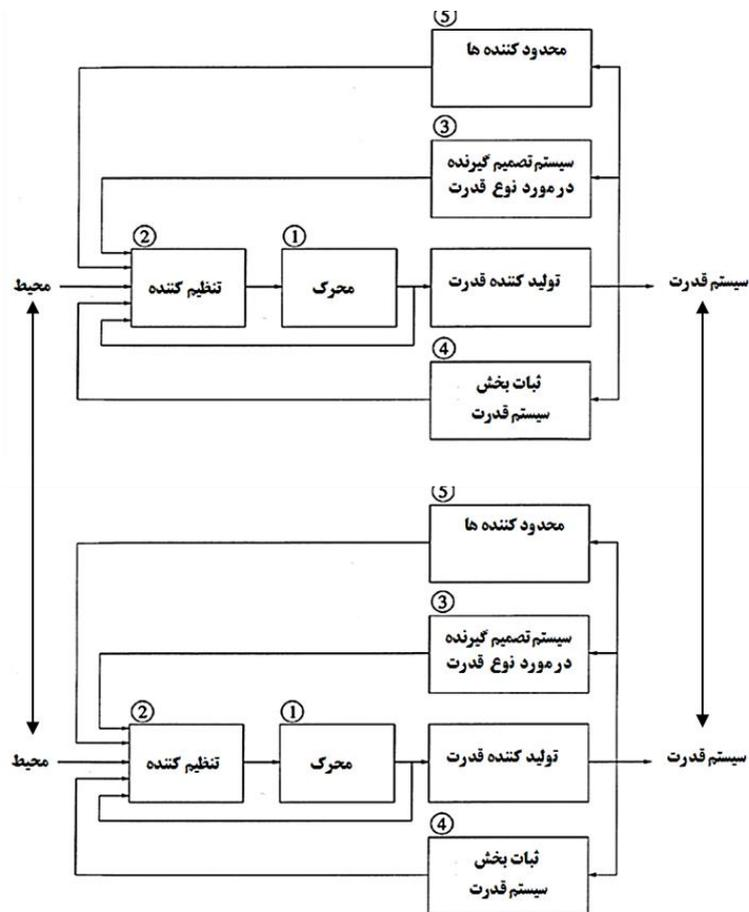 ⑤
محدود کننده ها
③
سیستم تصمیم گیرنده
در مورد نوع قدرت
②
①
محیط
تنظیم کننده
محرک
تولید کننده قدرت
سیستم قدرت
④
ثبات بخش
سیستم قدرت
⑤
محدود کننده ها
③
سیستم تصمیم گیرنده
در مورد نوع قدرت
②
①
محیط
تنظیم کننده
محرک
تولید کننده قدرت
سیستم قدرت
④
ثبات بخش
سیستم قدرت